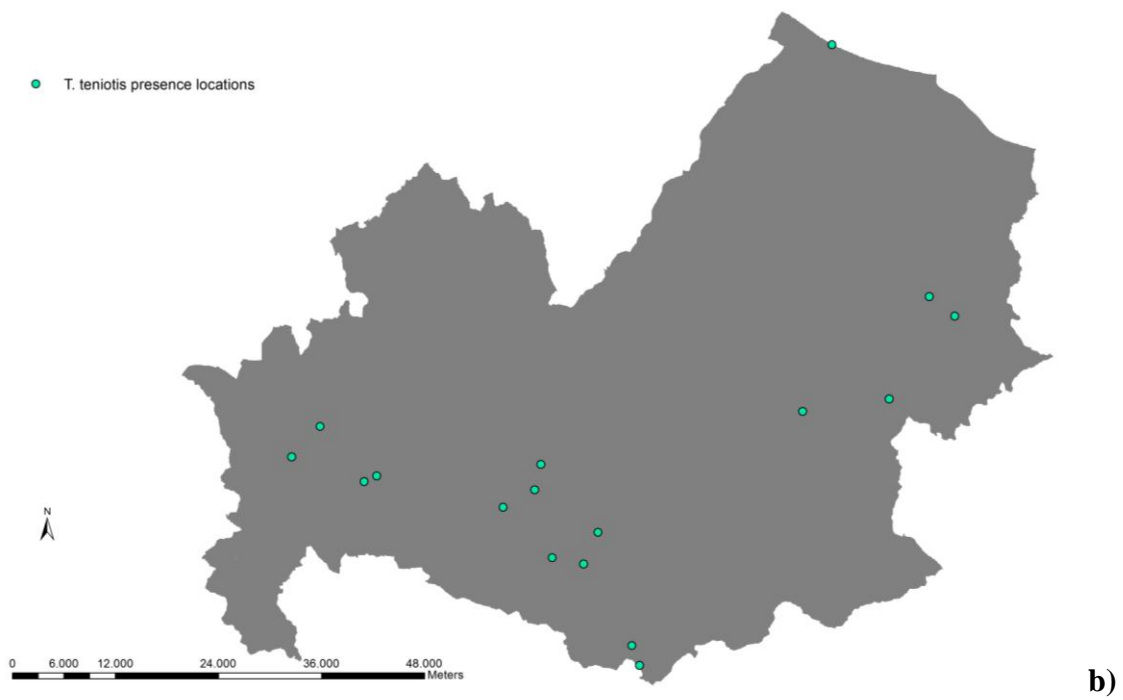 T. teniotis presence locations
N
0 6.000 12.000 24.000 36.000 48.000
Meters
b)